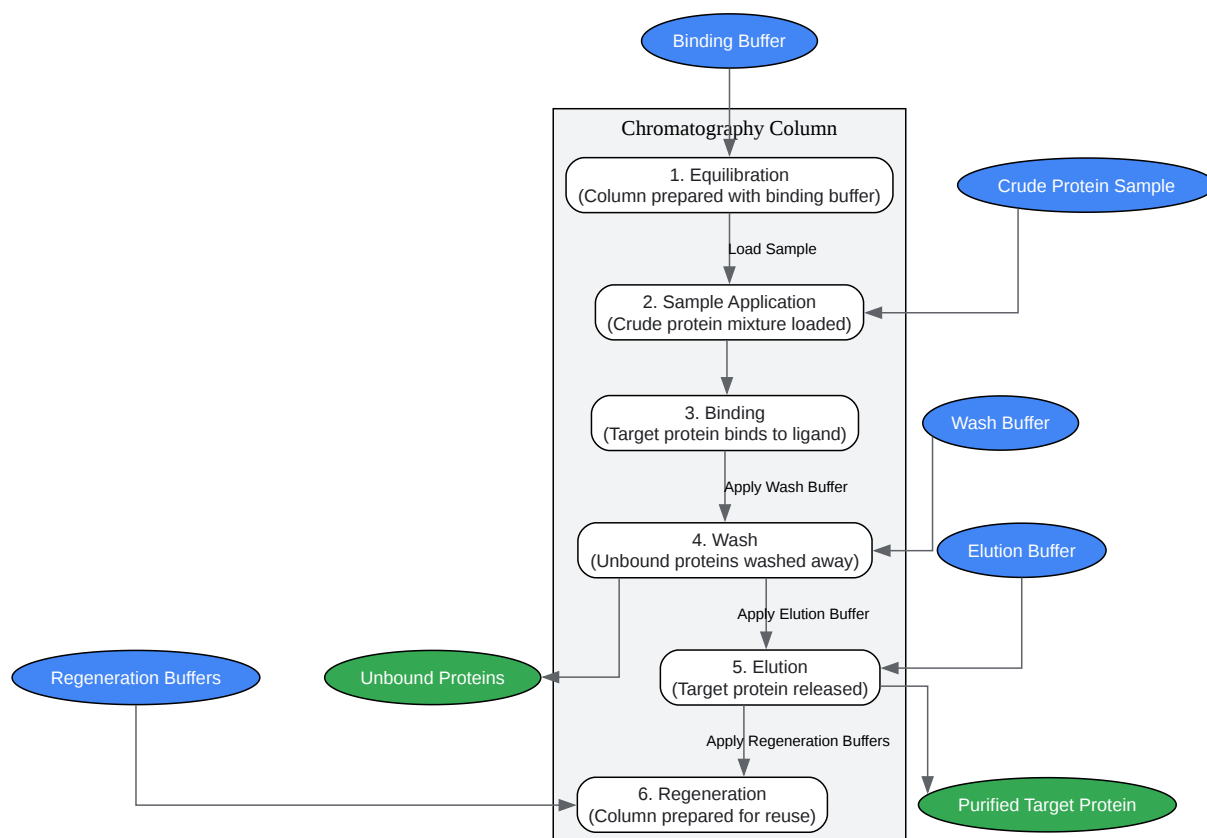 Binding Buffer
Chromatography Column
1. Equilibration
(Column prepared with binding buffer)
Crude Protein Sample
Load Sample
2. Sample Application
(Crude protein mixture loaded)
3. Binding
(Target protein binds to ligand)
Wash Buffer
Apply Wash Buffer
4. Wash
(Unbound proteins washed away)
Elution Buffer
Apply Elution Buffer
Regeneration Buffers
Unbound Proteins
5. Elution
(Target protein released)
Apply Regeneration Buffers
6. Regeneration
(Column prepared for reuse)
Purified Target Protein